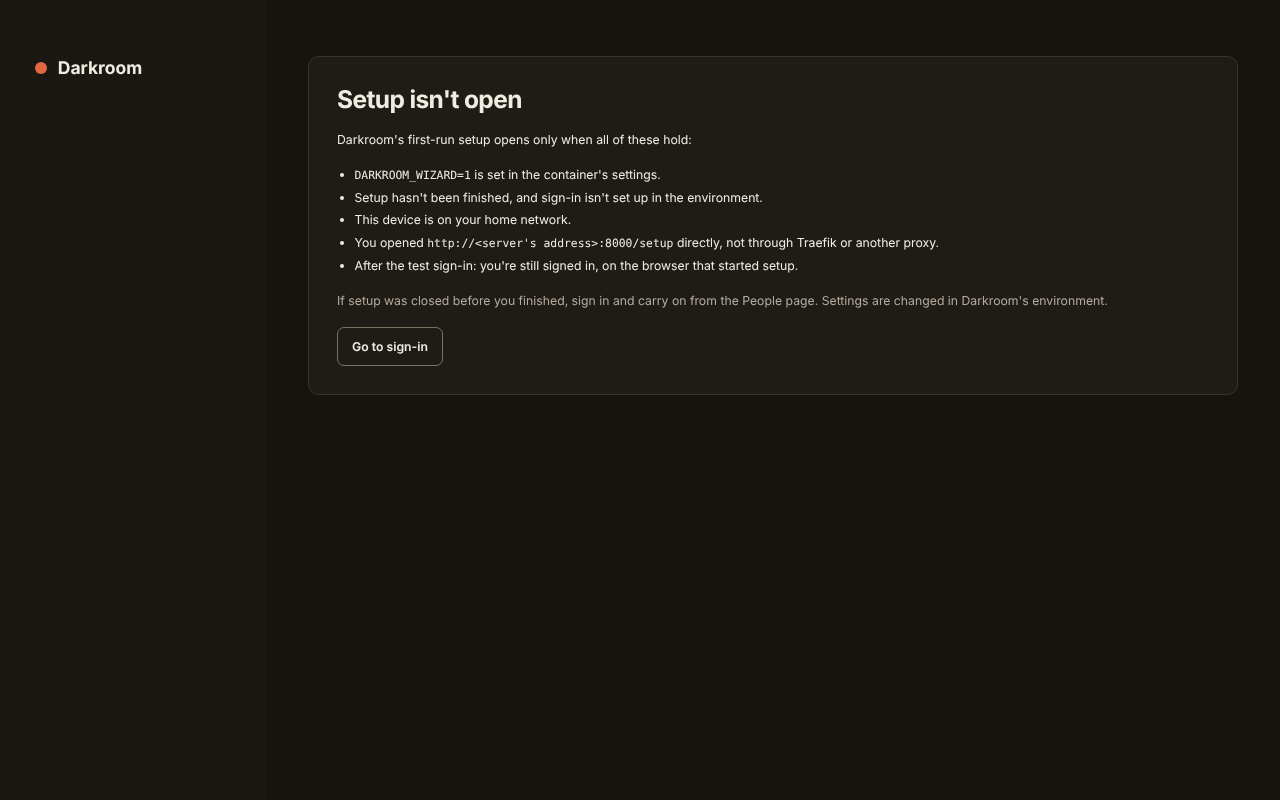 Darkroom
Setup isn't open
Darkroom's first-run setup opens only when all of these hold:
• DARKROOM_WIZARD=1 is set in the container's settings.
• Setup hasn't been finished, and sign-in isn't set up in the environment.
• This device is on your home network.
• You opened http://<server's address>:8000/setup directly, not through Traefik or another proxy.
• After the test sign-in: you're still signed in, on the browser that started setup.
If setup was closed before you finished, sign in and carry on from the People page. Settings are changed in Darkroom's environment.
Go to sign-in